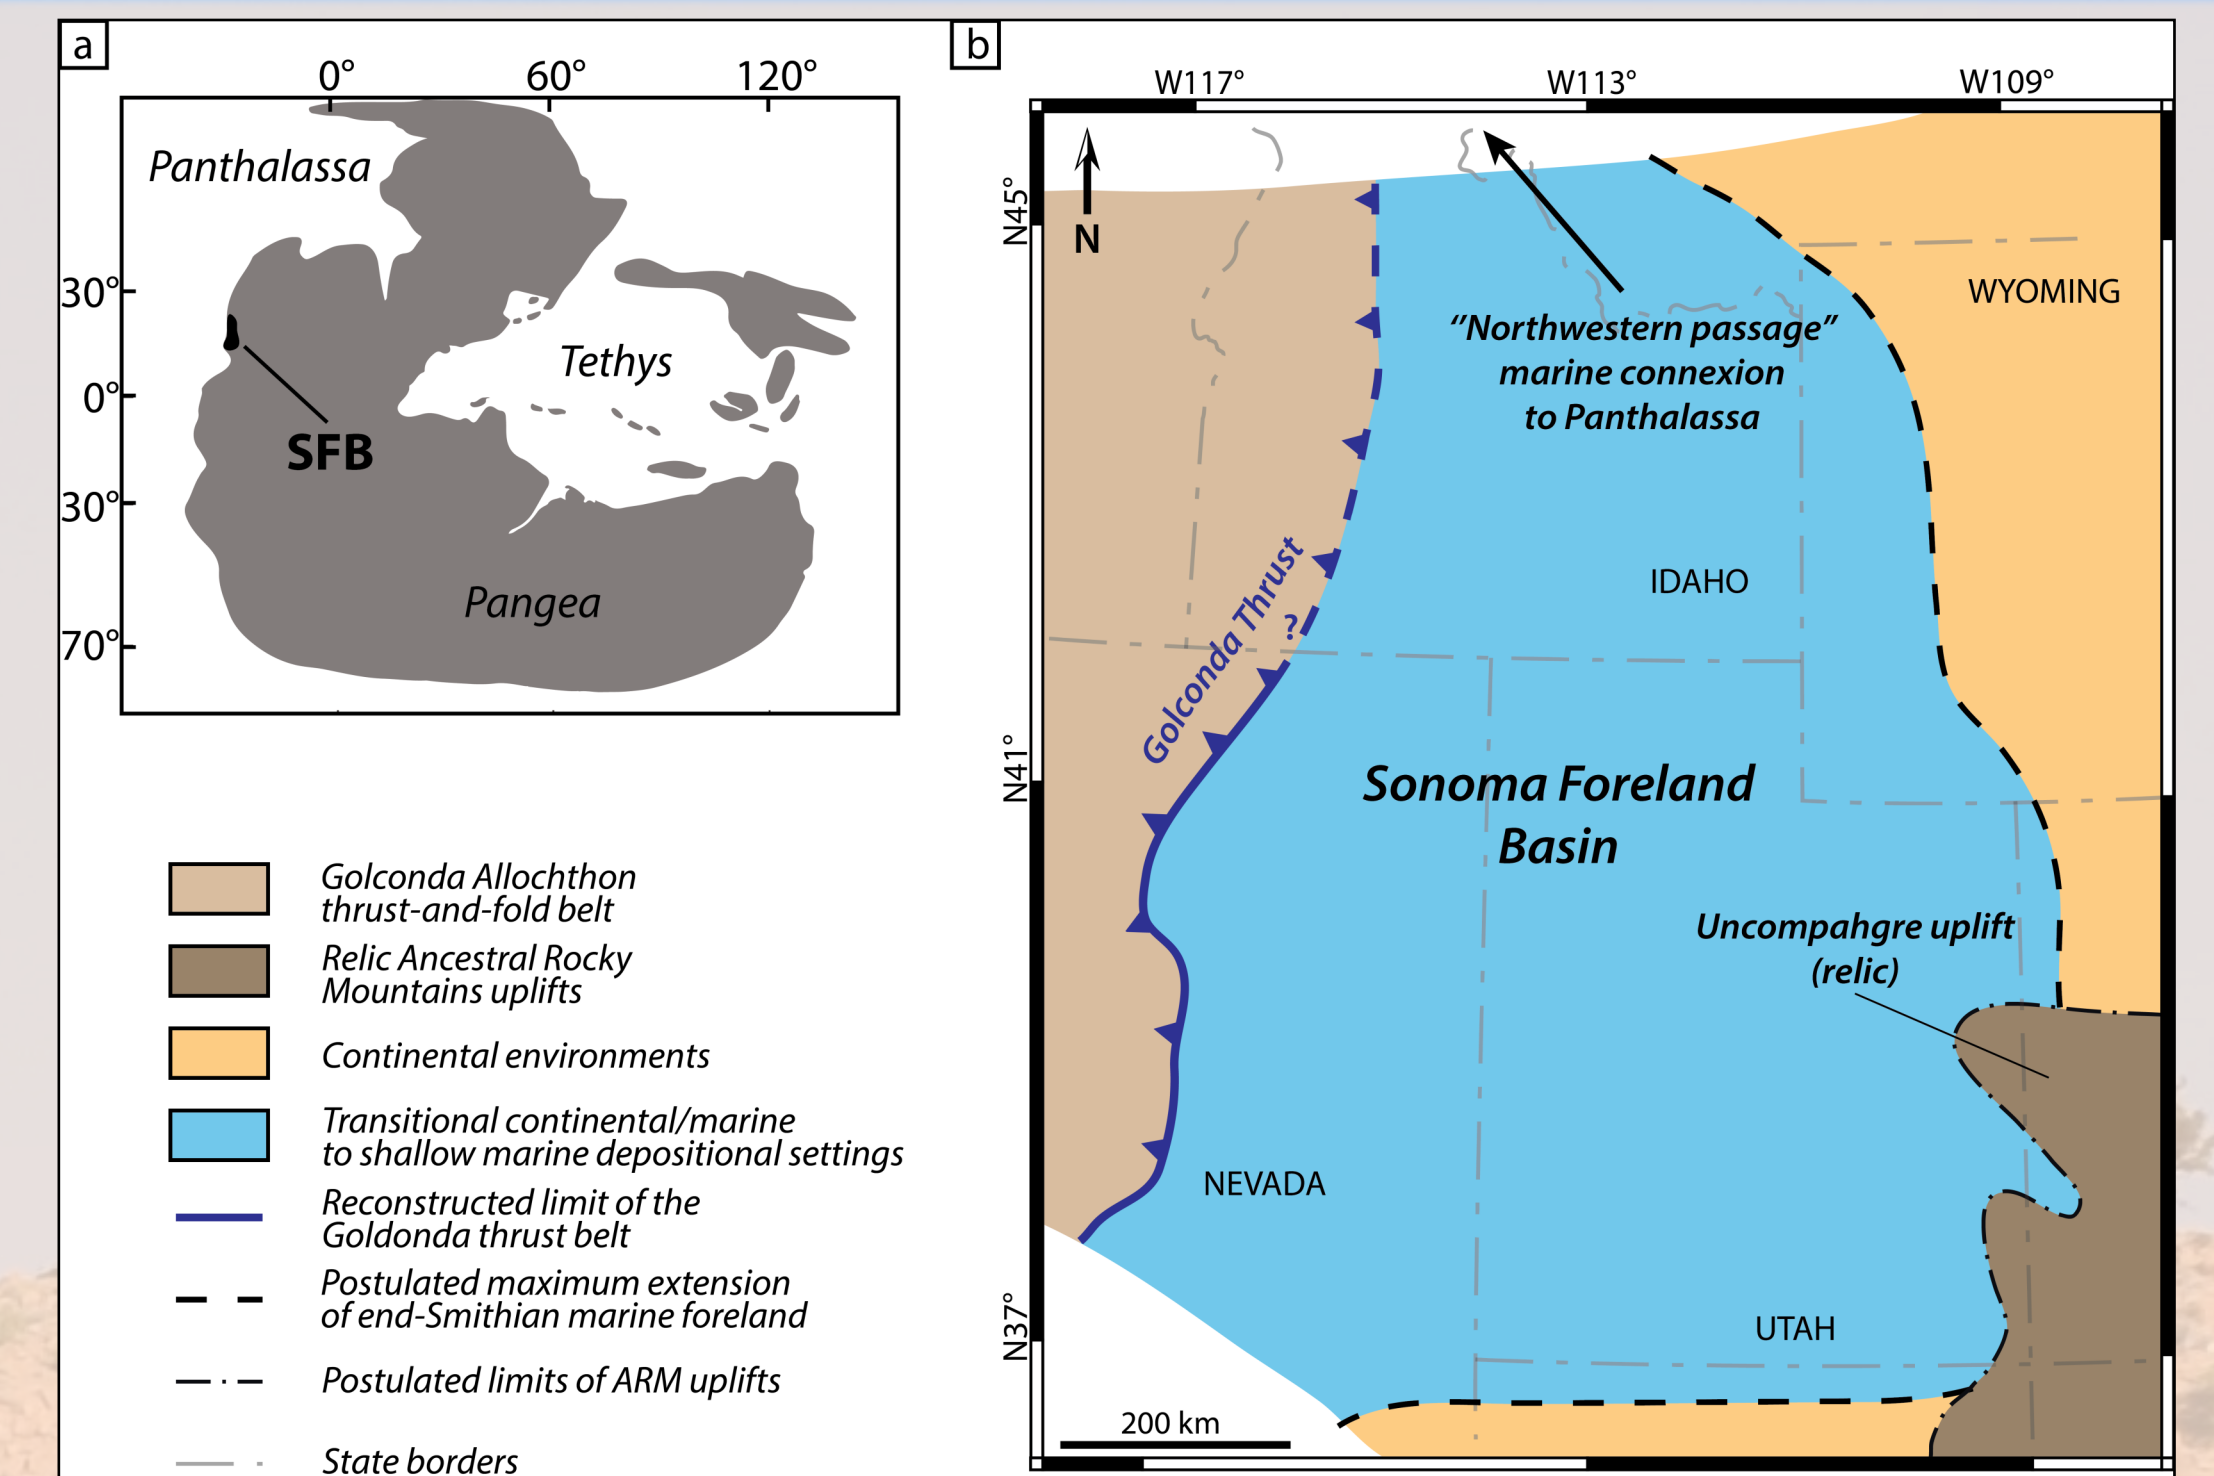 a
0° 60° 120°
Panthalassa
30°
Tethys
0°
SFB
30°
Pangea
70°
Golconda Allochthon
thrust-and-fold belt
Relic Ancestral Rocky
Mountains uplifts
Continental environments
Transitional continental/marine
to shallow marine depositional settings
Reconstructed limit of the
Goldonda thrust belt
Postulated maximum extension
of end-Smithian marine foreland
Postulated limits of ARM uplifts
State borders
b
W117° W113° W109°
N45°
N
WYOMING
"Northwestern passage"
marine connexion
to Panthalassa
IDAHO
Golconda Thrust
?
N41°
Sonoma Foreland
Basin
Uncompahgre uplift
(relic)
NEVADA
N37°
UTAH
200 km